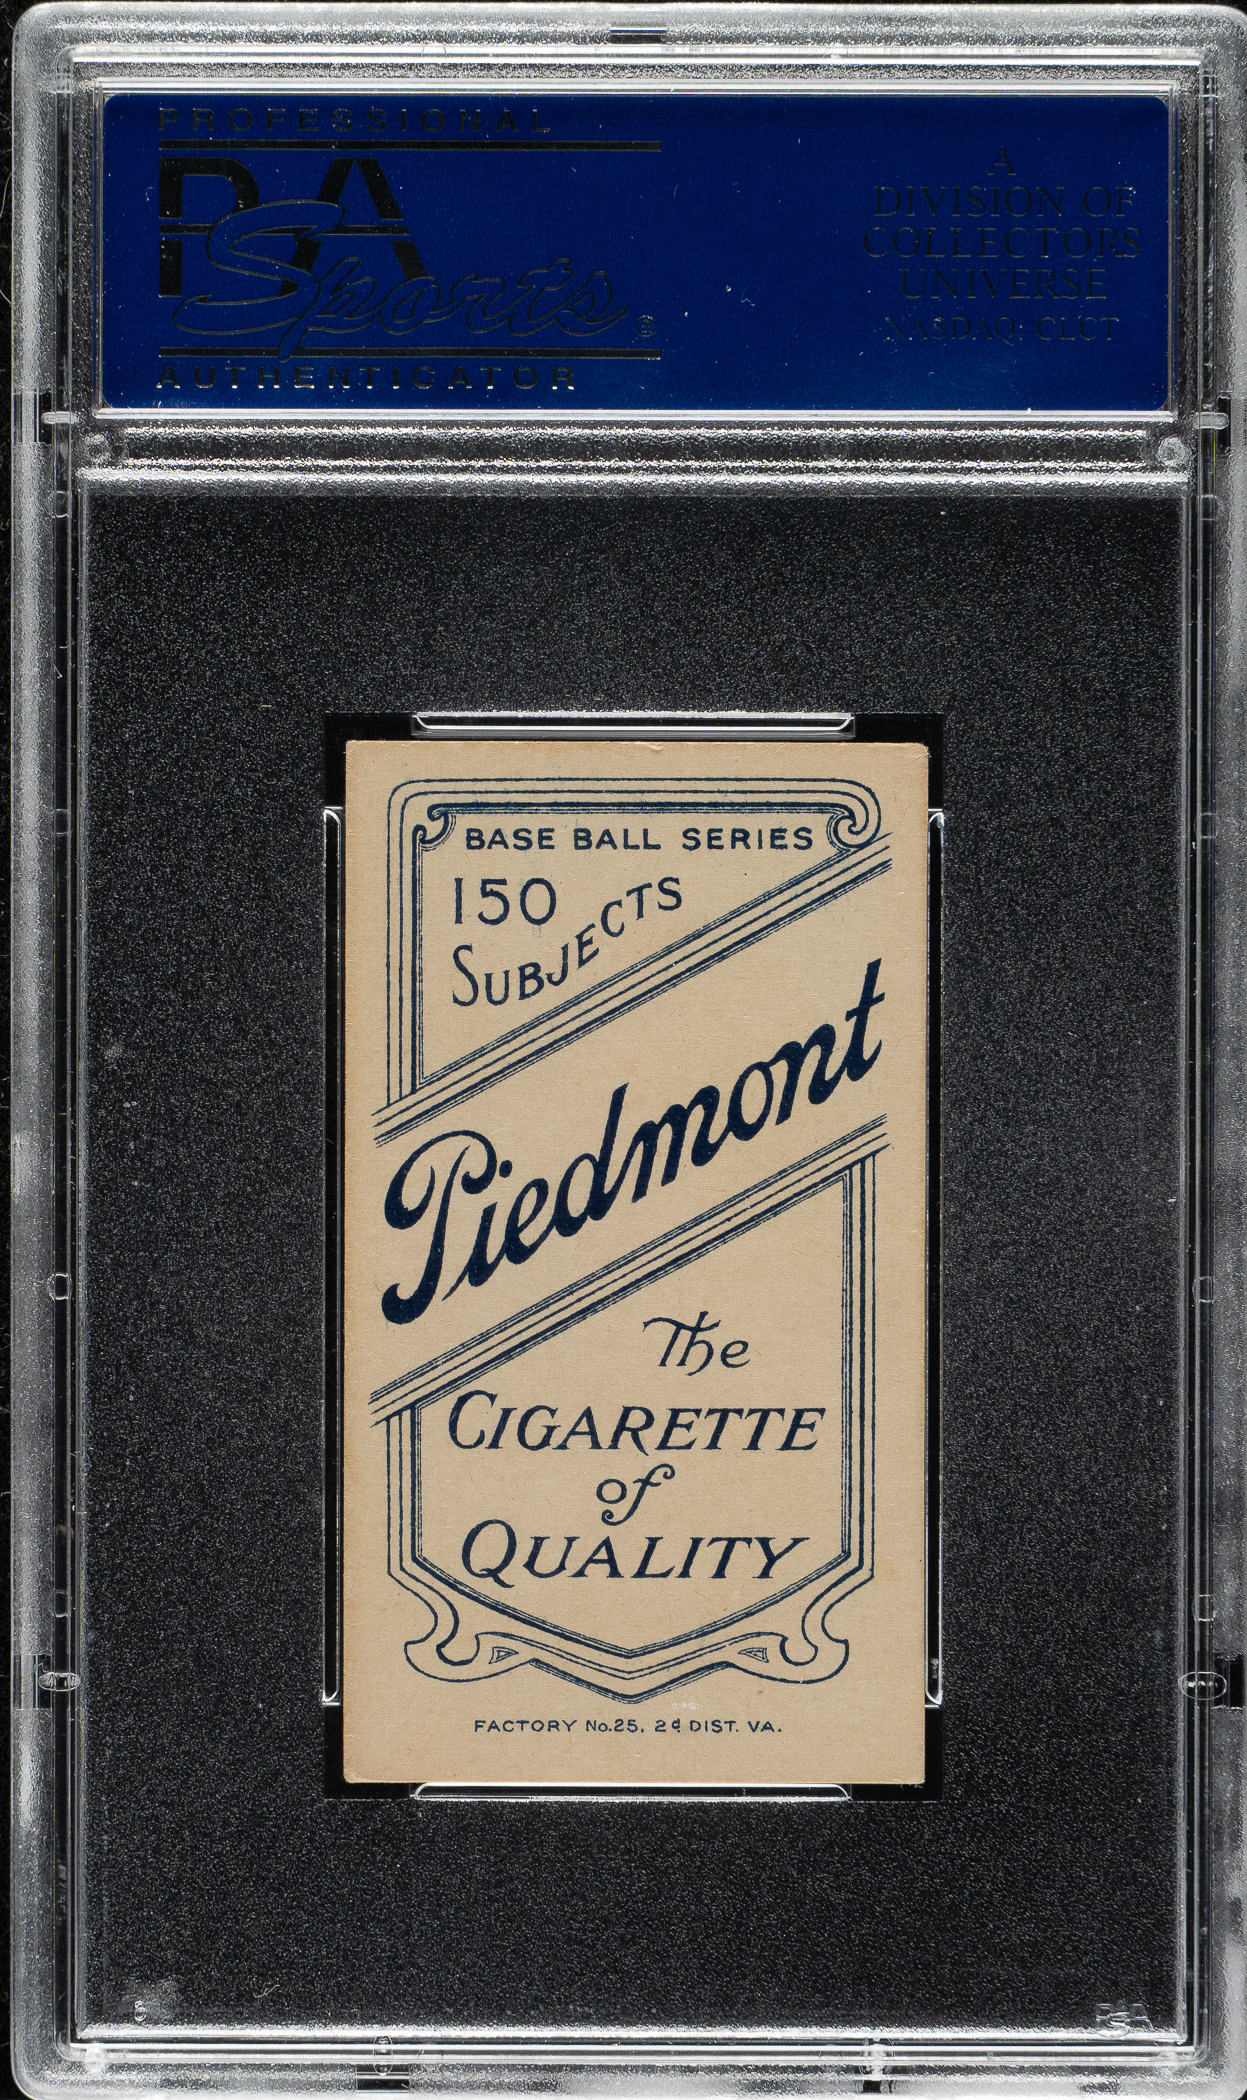 PROFESSIONAL
PSA
Sports®
AUTHENTICATOR
A
DIVISION OF
COLLECTORS
UNIVERSE
NASDAQ: CLCT
BASE BALL SERIES
150
SUBJECTS
Piedmont
The
CIGARETTE
of
QUALITY
FACTORY No. 25, 2d DIST. VA.
PSA